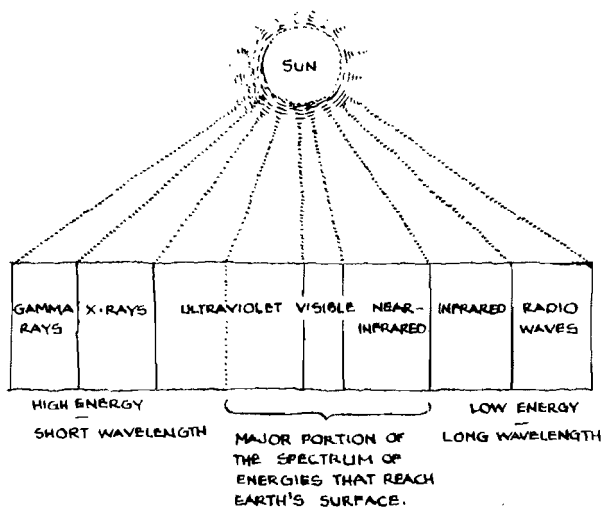 SUN
GAMMA RAYS
X-RAYS
ULTRAVIOLET
VISIBLE
NEAR-
INFRARED
INFRARED
RADIO
WAVES
HIGH ENERGY
–
SHORT WAVELENGTH
MAJOR PORTION OF
THE SPECTRUM OF
ENERGIES THAT REACH
EARTH'S SURFACE.
LOW ENERGY
–
LONG WAVELENGTH